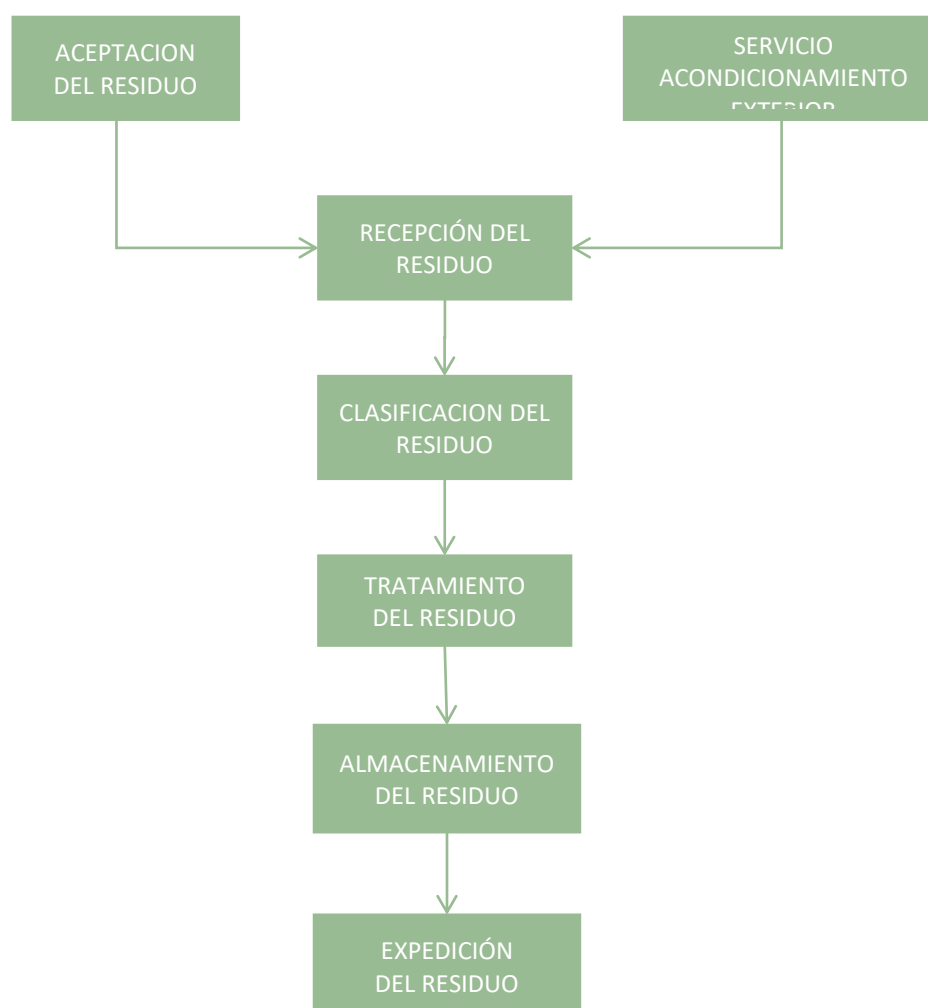 ACEPTACION
DEL RESIDUO
SERVICIO
ACONDICIONAMIENTO
EXTERIOR
RECEPCIÓN DEL
RESIDUO
CLASIFICACION DEL
RESIDUO
TRATAMIENTO
DEL RESIDUO
ALMACENAMIENTO
DEL RESIDUO
EXPEDICIÓN
DEL RESIDUO